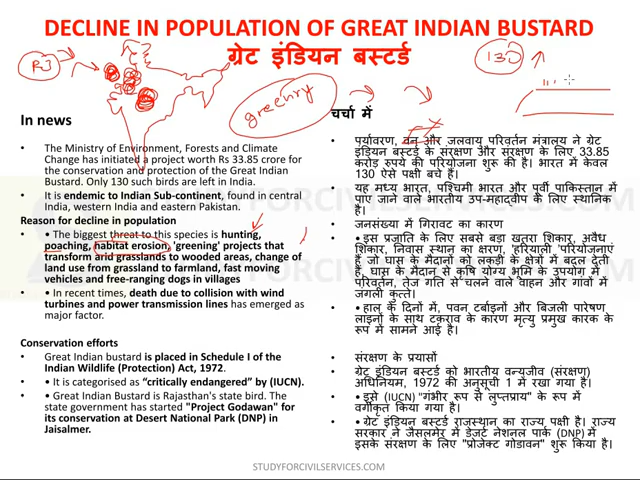 DECLINE IN POPULATION OF GREAT INDIAN BUSTARD
ग्रेट इंडियन बस्टर्ड
RJ
130
greenry
In news
• The Ministry of Environment, Forests and Climate
Change has initiated a project worth Rs 33.85 crore for
the conservation and protection of the Great Indian
Bustard. Only 130 such birds are left in India.
• It is endemic to Indian Sub-continent, found in central
India, western India and eastern Pakistan.
Reason for decline in population
• • The biggest threat to this species is hunting,
poaching, habitat erosion, 'greening' projects that
transform arid grasslands to wooded areas, change of
land use from grassland to farmland, fast moving
vehicles and free-ranging dogs in villages
• • In recent times, death due to collision with wind
turbines and power transmission lines has emerged as
major factor.
Conservation efforts
• Great Indian bustard is placed in Schedule I of the
Indian Wildlife (Protection) Act, 1972.
• • It is categorised as “critically endangered” by (IUCN).
• • Great Indian Bustard is Rajasthan’s state bird. The
state government has started "Project Godawan" for
its conservation at Desert National Park (DNP) in
Jaisalmer.
चर्चा में
• पर्यावरण, वन और जलवायु परिवर्तन मंत्रालय ने ग्रेट
इंडियन बस्टर्ड के संरक्षण और संरक्षण के लिए 33.85
करोड़ रुपये की परियोजना शुरू की है। भारत में केवल
130 ऐसे पक्षी बचे हैं।
• यह मध्य भारत, पश्चिमी भारत और पूर्वी पाकिस्तान में
पाए जाने वाले भारतीय उप-महाद्वीप के लिए स्थानिक
है।
जनसंख्या में गिरावट का कारण
• • इस प्रजाति के लिए सबसे बड़ा खतरा शिकार, अवैध
शिकार, निवास स्थान का क्षरण, 'हरियाली' परियोजनाएं
हैं जो घास के मैदानों को लकड़ी के क्षेत्रों में बदल देती
हैं, घास के मैदान से कृषि योग्य भूमि के उपयोग में
परिवर्तन, तेज गति से चलने वाले वाहन और गांवों में
जंगली कुत्ते।
• • हाल के दिनों में, पवन टर्बाइनों और बिजली पारेषण
लाइनों के साथ टकराव के कारण मृत्यु प्रमुख कारक के
रूप में सामने आई है।
• संरक्षण के प्रयासों
• ग्रेट इंडियन बस्टर्ड को भारतीय वन्यजीव (संरक्षण)
अधिनियम, 1972 की अनुसूची 1 में रखा गया है।
• • इसे (IUCN) "गंभीर रूप से लुप्तप्राय" के रूप में
वर्गीकृत किया गया है।
• • ग्रेट इंडियन बस्टर्ड राजस्थान का राज्य पक्षी है। राज्य
सरकार ने जैसलमेर में डेजर्ट नेशनल पार्क (DNP) में
इसके संरक्षण के लिए "प्रोजेक्ट गोडावन" शुरू किया है।
STUDYFORCIVILSERVICES.COM